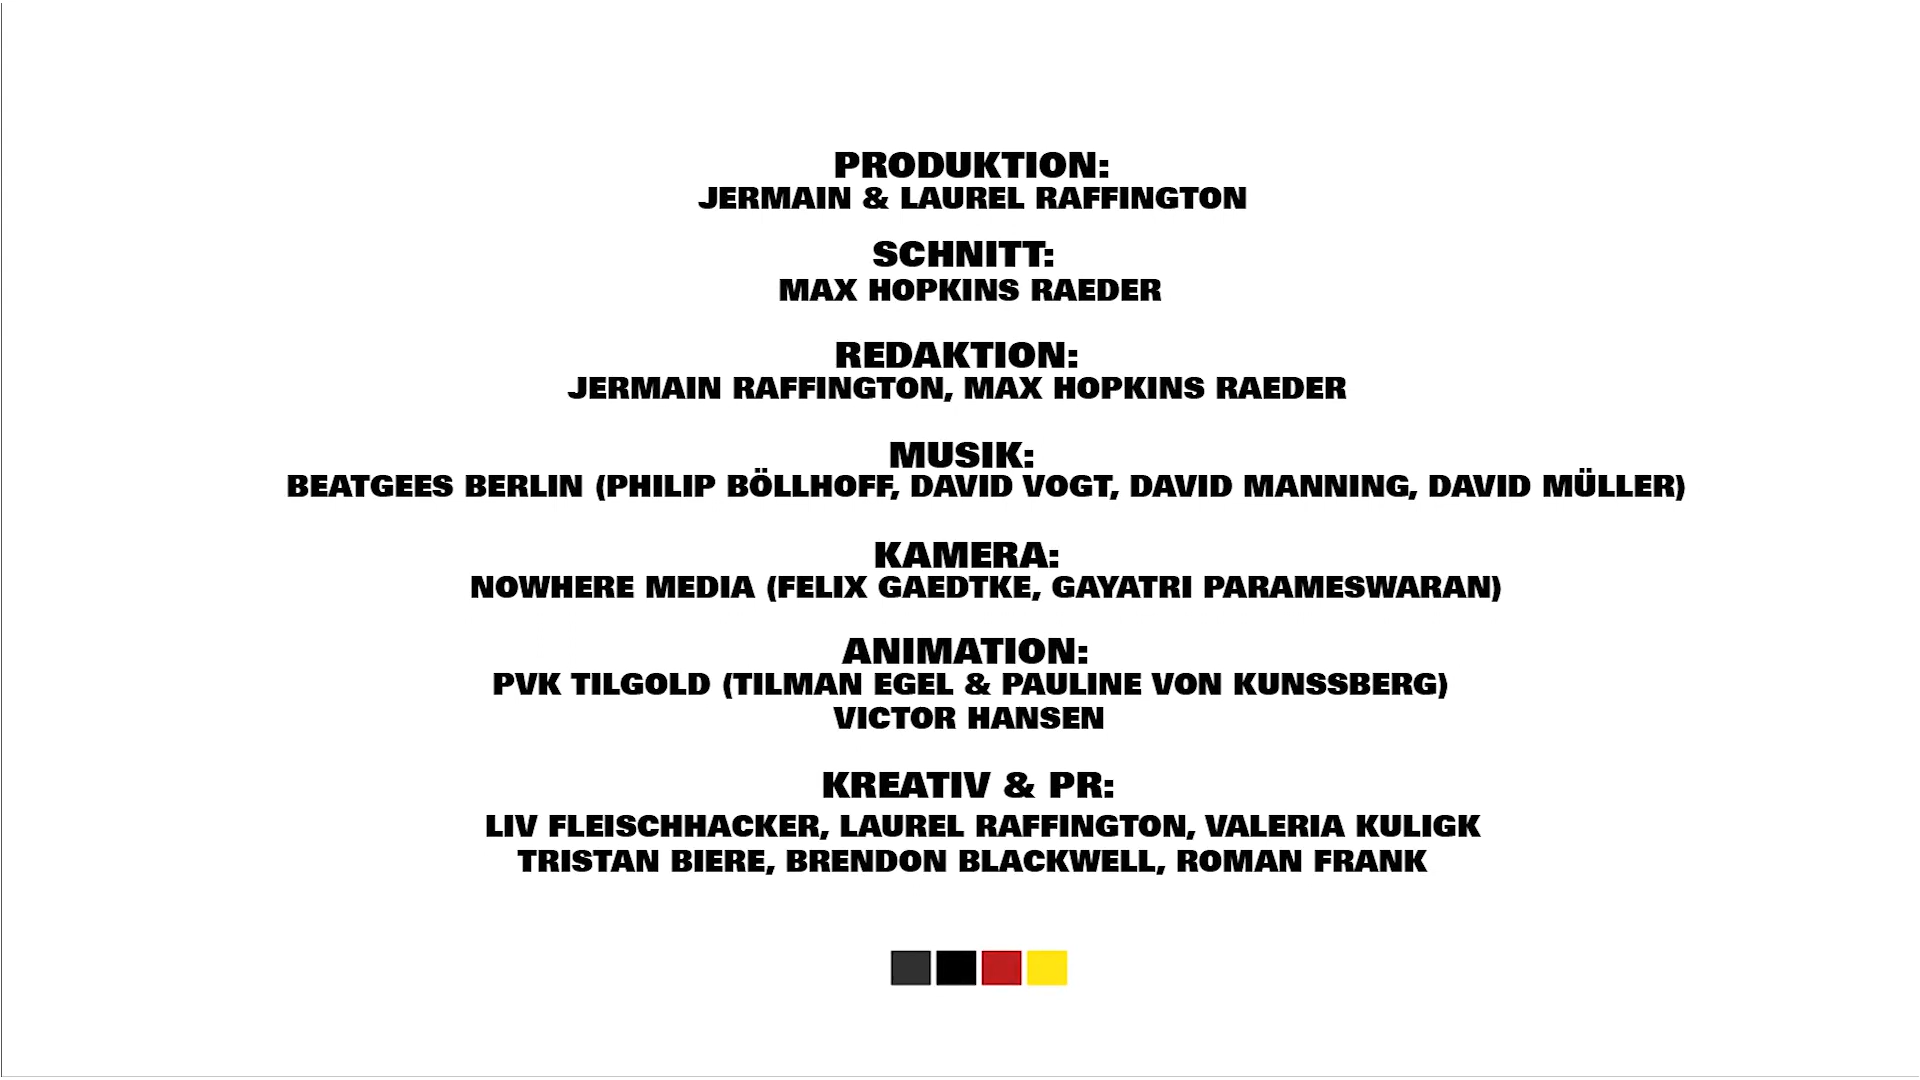 PRODUKTION:
JERMAIN & LAUREL RAFFINGTON
SCHNITT:
MAX HOPKINS RAEDER
REDAKTION:
JERMAIN RAFFINGTON, MAX HOPKINS RAEDER
MUSIK:
BEATGEES BERLIN (PHILIP BÖLLHOFF, DAVID VOGT, DAVID MANNING, DAVID MÜLLER)
KAMERA:
NOWHERE MEDIA (FELIX GAEDTKE, GAYATRI PARAMESWARAN)
ANIMATION:
PVK TILGOLD (TILMAN EGEL & PAULINE VON KUNSSBERG)
VICTOR HANSEN
KREATIV & PR:
LIV FLEISCHHACKER, LAUREL RAFFINGTON, VALERIA KULIGK
TRISTAN BIERE, BRENDON BLACKWELL, ROMAN FRANK